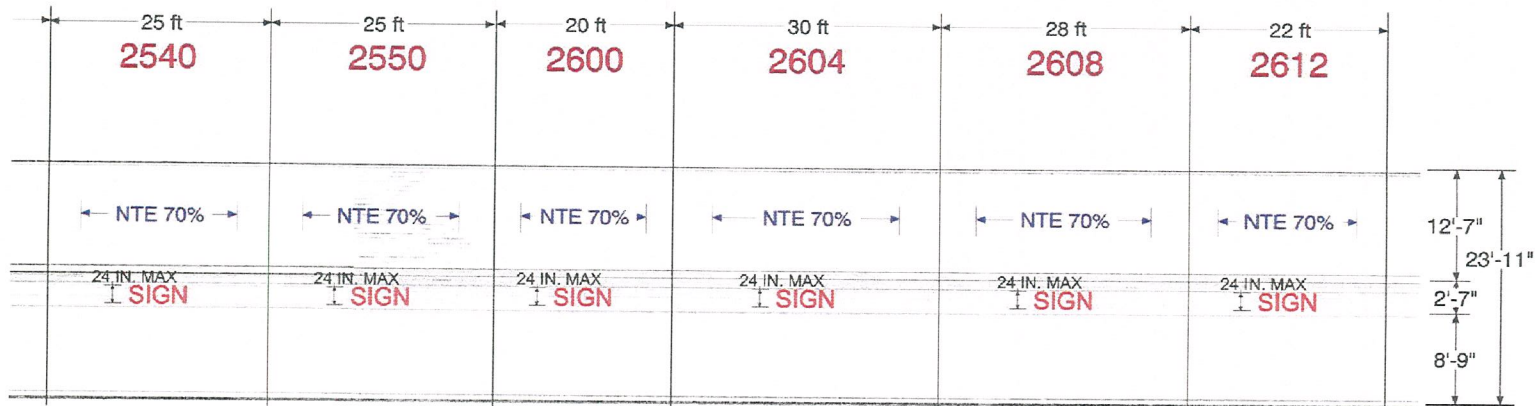 25 ft 25 ft 20 ft 30 ft 28 ft 22 ft
2540 2550 2600 2604 2608 2612
NTE 70% NTE 70% NTE 70% NTE 70% NTE 70% NTE 70%
12'-7"
23'-11"
24 IN. MAX 24 IN. MAX 24 IN. MAX 24 IN. MAX 24 IN. MAX 24 IN. MAX
SIGN SIGN SIGN SIGN SIGN SIGN
2'-7"
8'-9"